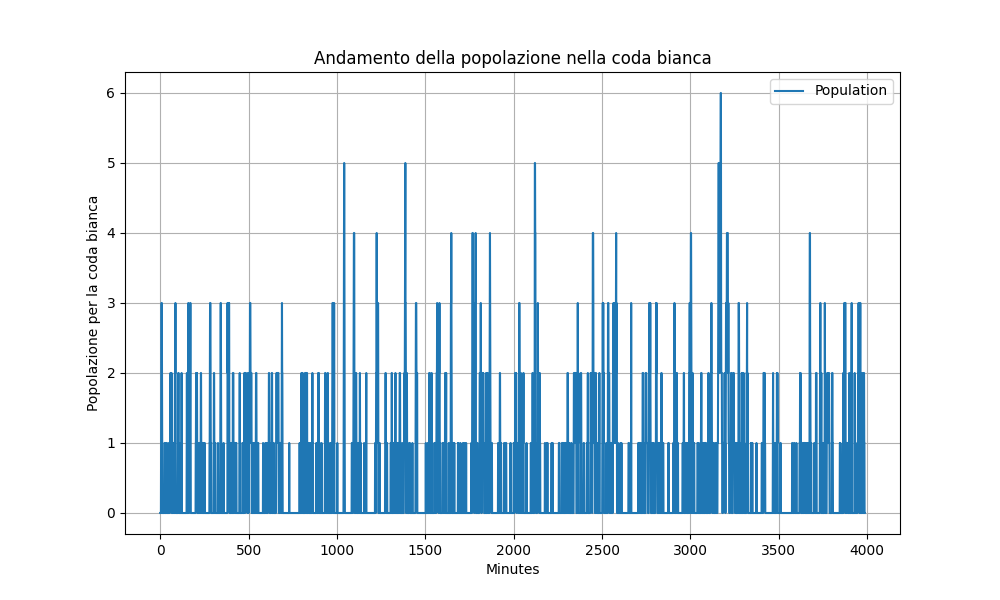 Andamento della popolazione nella coda bianca
Population
Popolazione per la coda bianca
6
5
4
3
2
1
0
0 500 1000 1500 2000 2500 3000 3500 4000
Minutes